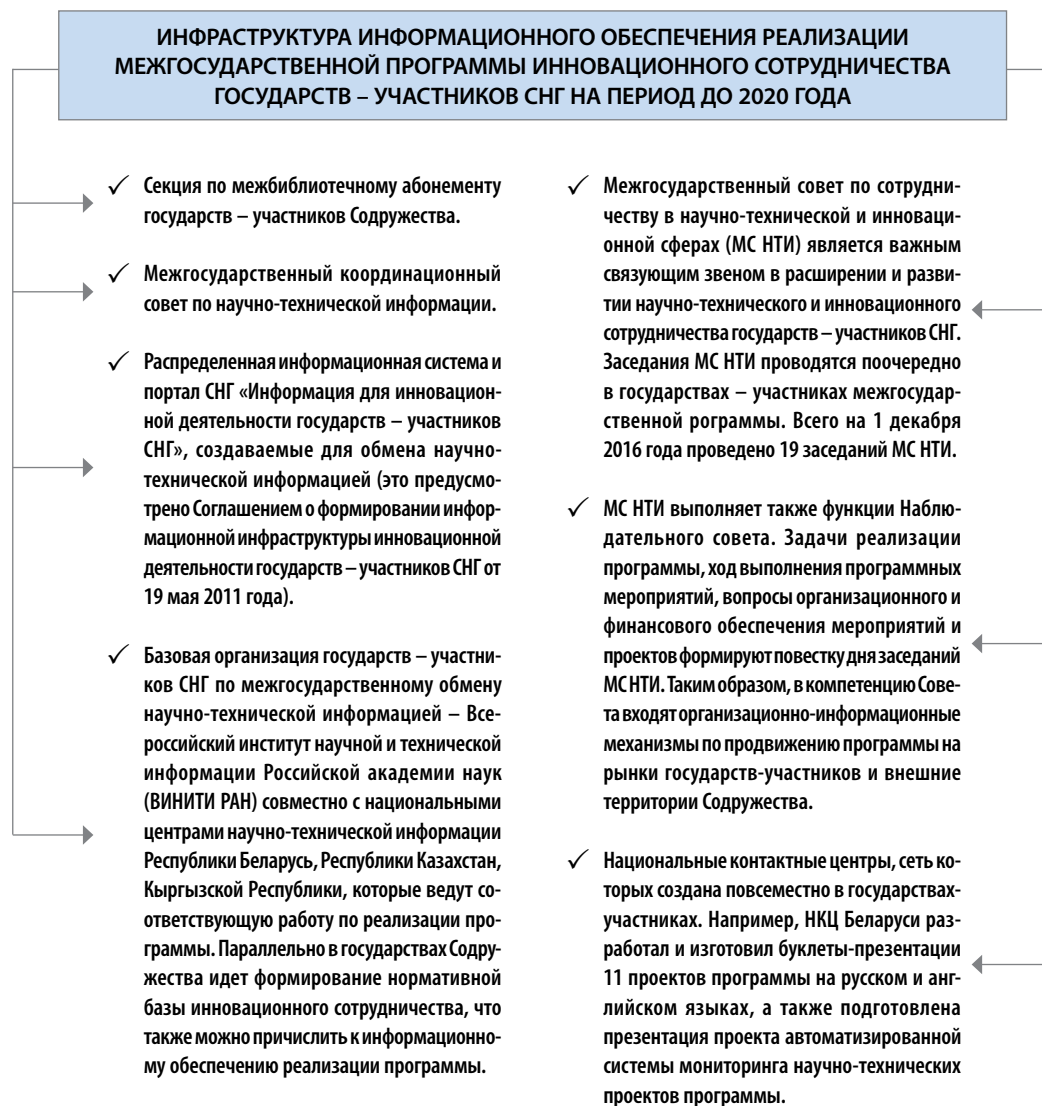 ИНФРАСТРУКТУРА ИНФОРМАЦИОННОГО ОБЕСПЕЧЕНИЯ РЕАЛИЗАЦИИ
МЕЖГОСУДАРСТВЕННОЙ ПРОГРАММЫ ИННОВАЦИОННОГО СОТРУДНИЧЕСТВА
ГОСУДАРСТВ – УЧАСТНИКОВ СНГ НА ПЕРИОД ДО 2020 ГОДА
✓ Секция по межбиблиотечному абонементу
государств – участников Содружества.
✓ Межгосударственный координационный
совет по научно-технической информации.
✓ Распределенная информационная система и
портал СНГ «Информация для инновацион-
ной деятельности государств – участников
СНГ», создаваемые для обмена научно-
технической информацией (это предусмо-
трено Соглашением о формировании инфор-
мационной инфраструктуры инновационной
деятельности государств – участников СНГ от
19 мая 2011 года).
✓ Базовая организация государств – участни-
ков СНГ по межгосударственному обмену
научно-технической информацией – Все-
российский институт научной и технической
информации Российской академии наук
(ВИНИТИ РАН) совместно с национальными
центрами научно-технической информации
Республики Беларусь, Республики Казахстан,
Кыргызской Республики, которые ведут со-
ответствующую работу по реализации про-
граммы. Параллельно в государствах Содру-
жества идет формирование нормативной
базы инновационного сотрудничества, что
также можно причислить к информационно-
му обеспечению реализации программы.
✓ Межгосударственный совет по сотрудни-
честву в научно-технической и инноваци-
онной сферах (МС НТИ) является важным
связующим звеном в расширении и разви-
тии научно-технического и инновационного
сотрудничества государств – участников СНГ.
Заседания МС НТИ проводятся поочередно
в государствах – участниках межгосудар-
ственной рограммы. Всего на 1 декабря
2016 года проведено 19 заседаний МС НТИ.
✓ МС НТИ выполняет также функции Наблю-
дательного совета. Задачи реализации
программы, ход выполнения программных
мероприятий, вопросы организационного и
финансового обеспечения мероприятий и
проектов формируют повестку дня заседаний
МС НТИ. Таким образом, в компетенцию Сове-
та входят организационно-информационные
механизмы по продвижению программы на
рынки государств-участников и внешние
территории Содружества.
✓ Национальные контактные центры, сеть ко-
торых создана повсеместно в государствах-
участниках. Например, НКЦ Беларуси раз-
работал и изготовил буклеты-презентации
11 проектов программы на русском и анг-
лийском языках, а также подготовлена
презентация проекта автоматизированной
системы мониторинга научно-технических
проектов программы.